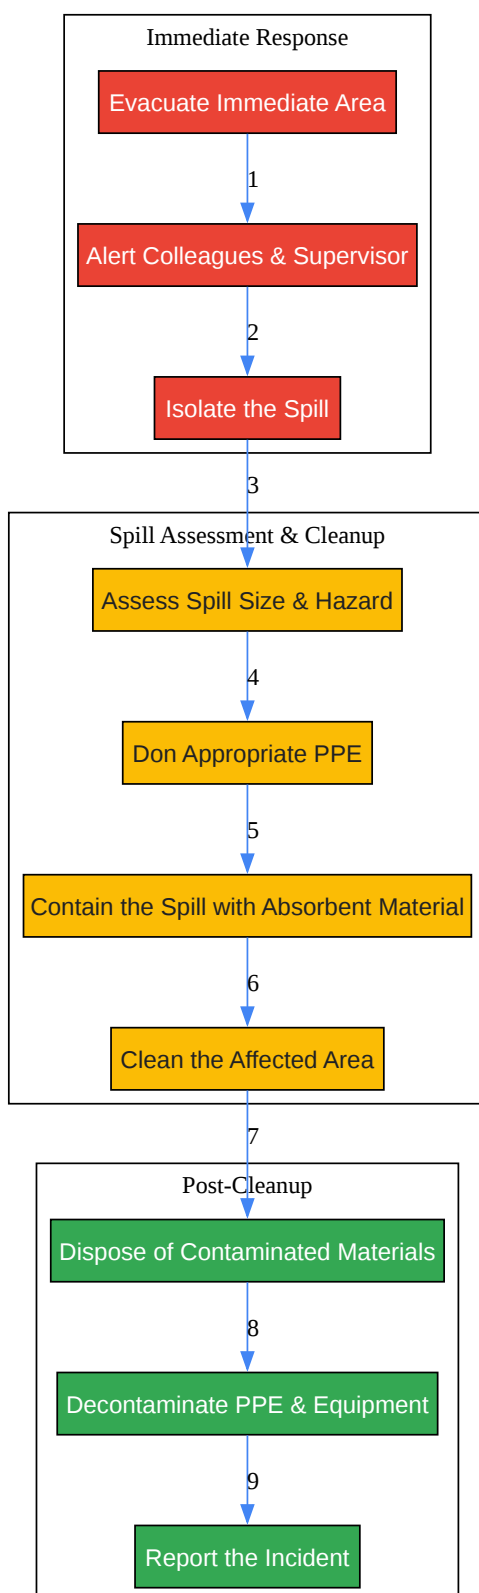 Immediate Response
Evacuate Immediate Area
1
Alert Colleagues & Supervisor
2
Isolate the Spill
3
Spill Assessment & Cleanup
Assess Spill Size & Hazard
4
Don Appropriate PPE
5
Contain the Spill with Absorbent Material
6
Clean the Affected Area
7
Post-Cleanup
Dispose of Contaminated Materials
8
Decontaminate PPE & Equipment
9
Report the Incident